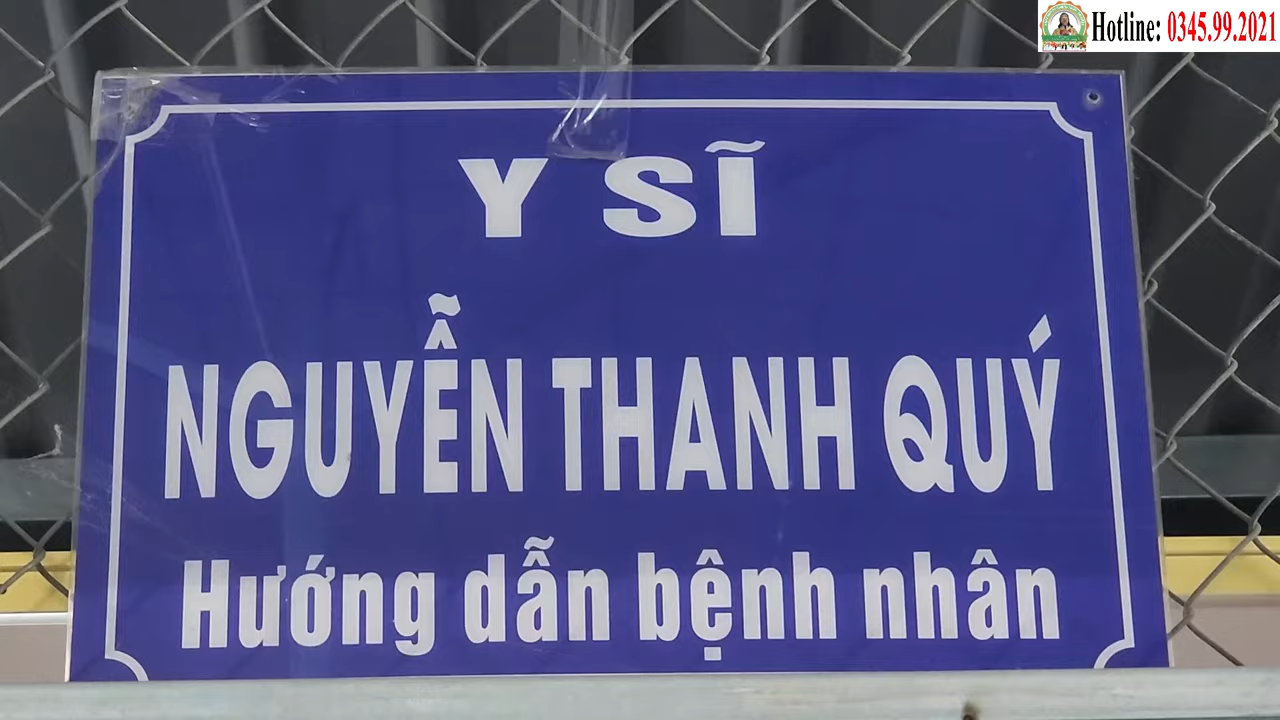 Hotline: 0345.99.2021
Y SĨ
NGUYỄN THANH QUÝ
Hướng dẫn bệnh nhân